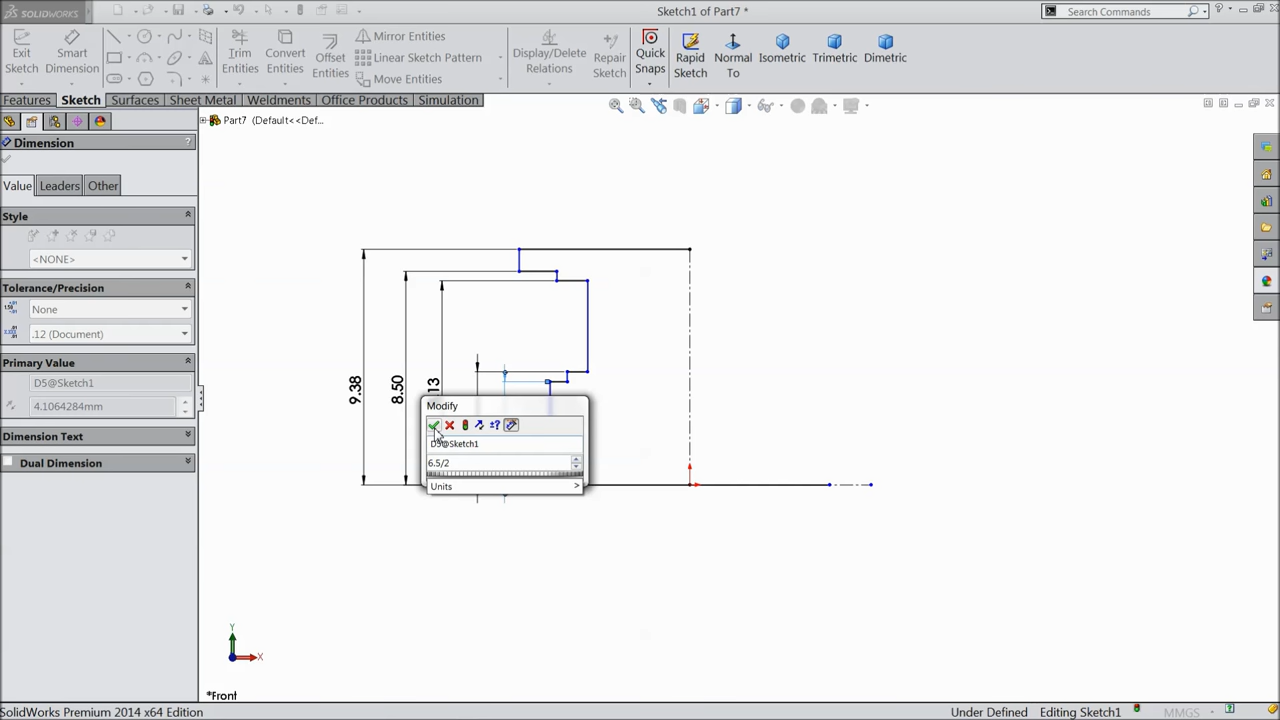 SOLIDWORKS
Sketch1 of Part7 *
Search Commands
Exit Sketch
Smart Dimension
Trim Entities
Convert Entities
Offset Entities
Mirror Entities
Linear Sketch Pattern
Move Entities
Display/Delete Relations
Repair Sketch
Quick Snaps
Rapid Sketch
Normal To
Isometric
Trimetric
Dimetric
Features
Sketch
Surfaces
Sheet Metal
Weldments
Office Products
Simulation
Part7 (Default<<Def...
Dimension
?
Value
Leaders
Other
Style
<NONE>
Tolerance/Precision
None
.12 (Document)
Primary Value
D5@Sketch1
4.1064284mm
Dimension Text
Dual Dimension
9.38
8.50
13
Modify
D5@Sketch1
6.5/2
Units >
Y
X
*Front
SolidWorks Premium 2014 x64 Edition
Under Defined
Editing Sketch1
MMGS